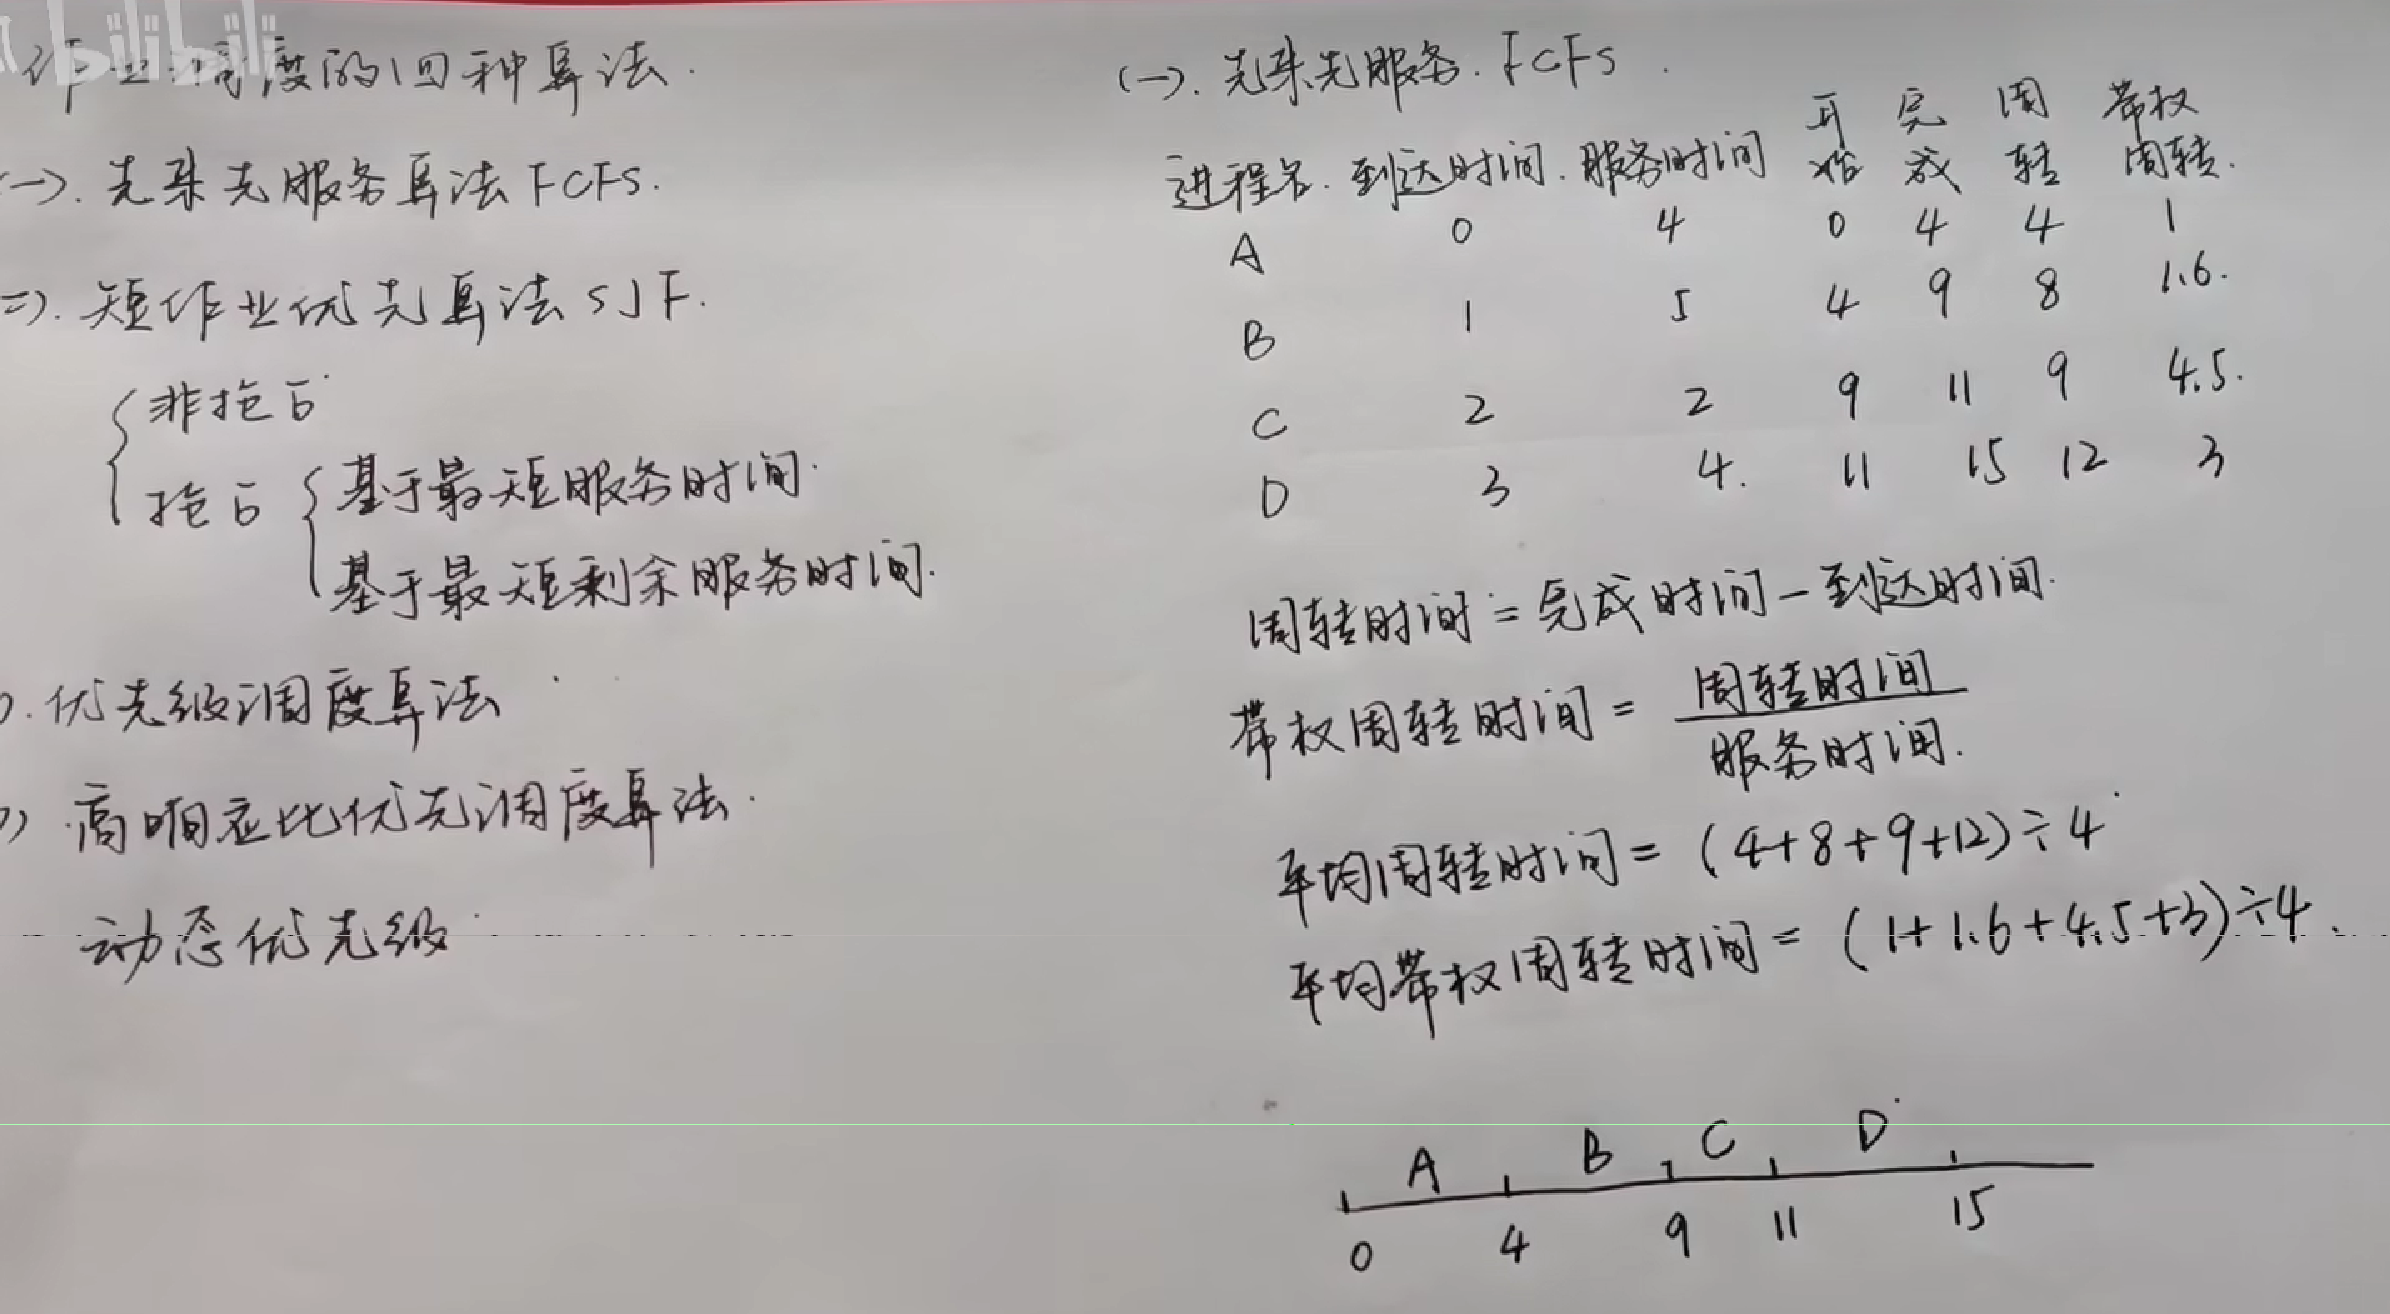 bilibili
作业调度的四种算法.
(一). 先来先服务算法 FCFS.
二). 短作业优先算法 SJF.
非抢占
抢占 基于最短服务时间.
基于最短剩余服务时间.
). 优先级调度算法
) 高响应比优先调度算法.
动态优先级
(一). 先来先服务. FCFS.
进程名. 到达时间. 服务时间 开始 完成 周转 带权周转.
A 0 4 0 4 4 1
B 1 5 4 9 8 1.6.
C 2 2 9 11 9 4.5.
D 3 4. 11 15 12 3
周转时间 = 完成时间 - 到达时间.
带权周转时间 = 周转时间
服务时间.
平均周转时间 = (4+8+9+12)÷4
平均带权周转时间 = (1+1.6+4.5+3)÷4.
A B C D
0 4 9 11 15